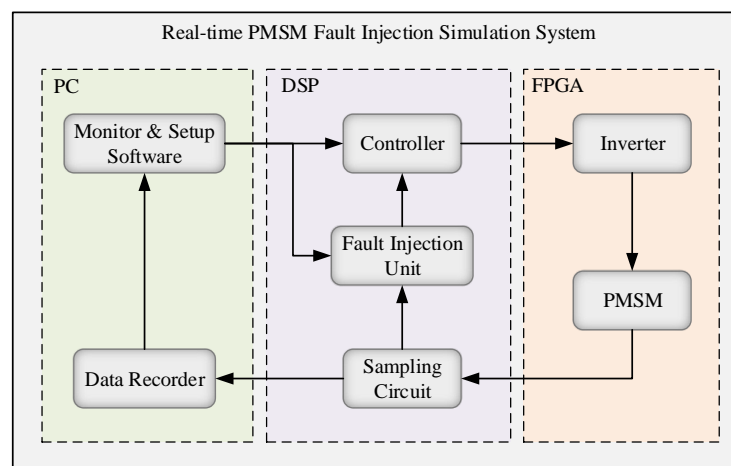 Real-time PMSM Fault Injection Simulation System
PC
DSP
FPGA
Monitor & Setup
Software
Controller
Inverter
Fault Injection
Unit
PMSM
Data Recorder
Sampling
Circuit